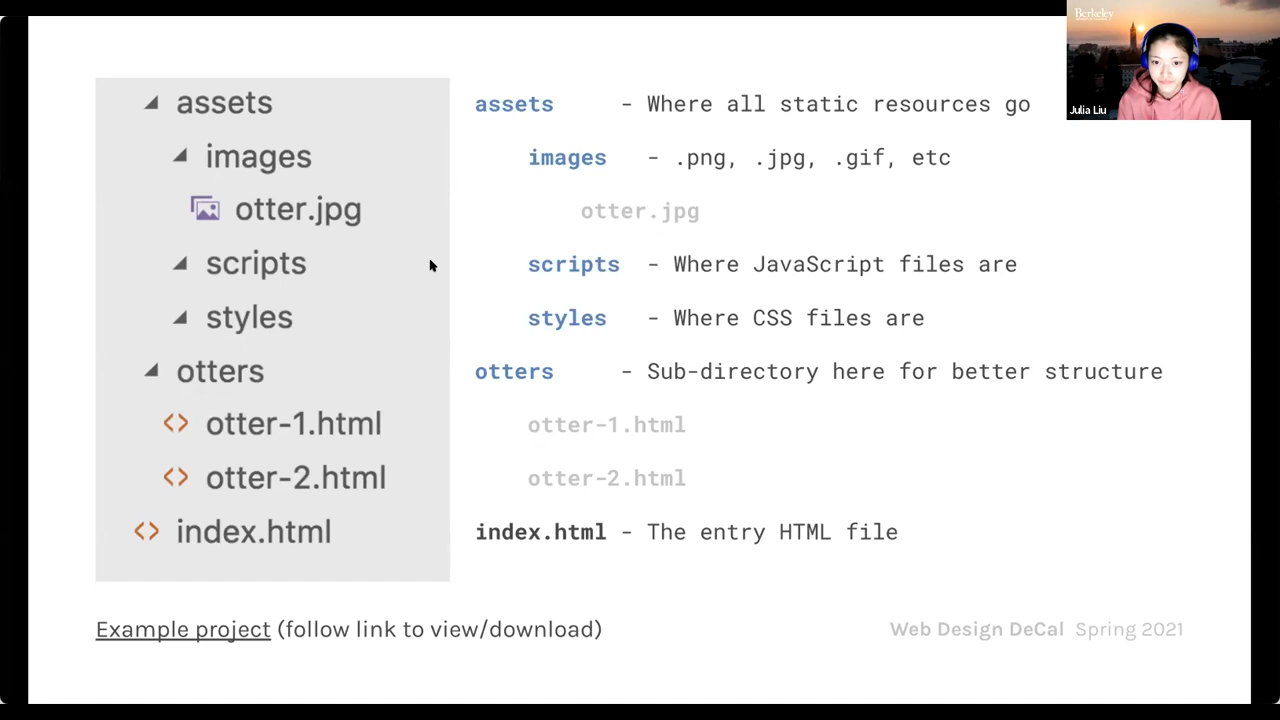 Berkeley
Julia Liu
assets
images
otter.jpg
scripts
styles
otters
otter-1.html
otter-2.html
index.html
assets - Where all static resources go
images - .png, .jpg, .gif, etc
otter.jpg
scripts - Where JavaScript files are
styles - Where CSS files are
otters - Sub-directory here for better structure
otter-1.html
otter-2.html
index.html - The entry HTML file
Example project (follow link to view/download)
Web Design DeCal Spring 2021